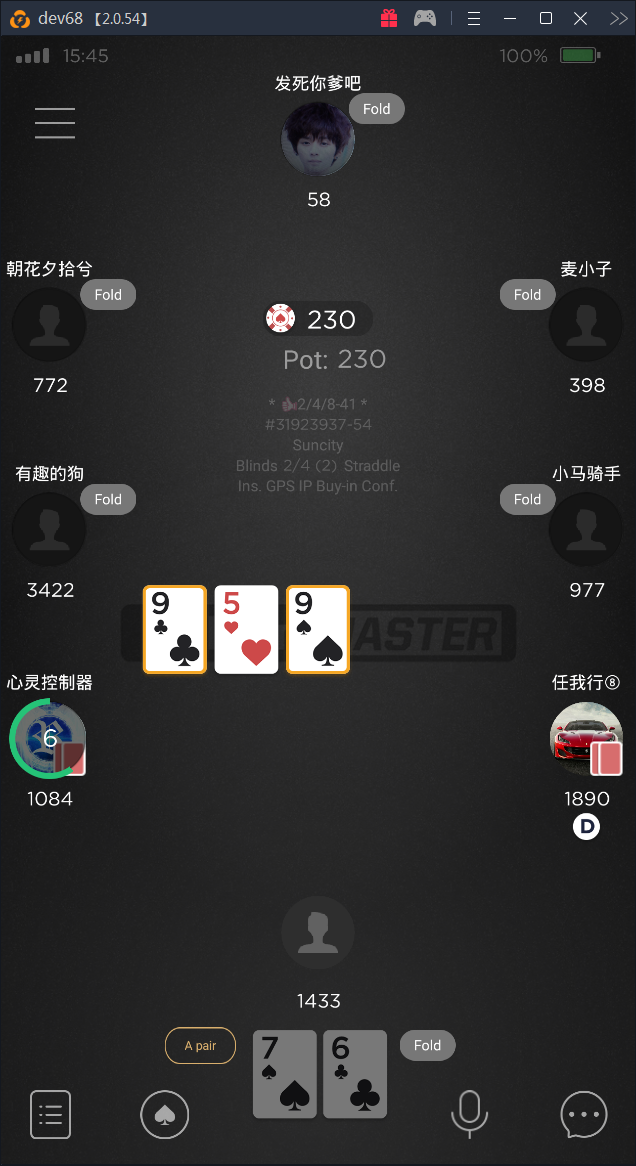 dev68 【2.0.54】
15:45
100%
发死你爹吧
Fold
58
朝花夕拾兮
Fold
772
麦小子
Fold
398
230
Pot: 230
* 2/4/8-41 *
#31923937-54
Suncity
Blinds 2/4 (2) Straddle
Ins. GPS IP Buy-in Conf.
有趣的狗
Fold
3422
小马骑手
Fold
977
9
5
9
ASTER
心灵控制器
6
1084
任我行⑧
1890
D
1433
A pair
7
6
Fold